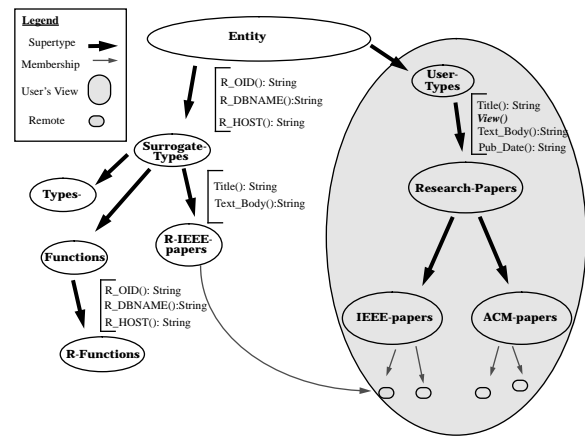 Legend
Supertype
Membership
User's View
Remote
Entity
R_OID(): String
R_DBNAME():String
R_HOST(): String
User-
Types
Title(): String
View()
Text_Body():String
Pub_Date(): String
Surrogate-
Types
Types-
Title(): String
Text_Body():String
Research-Papers
R-IEEE-
papers
Functions
R_OID(): String
R_DBNAME(): String
R_HOST(): String
R-Functions
IEEE-papers
ACM-papers